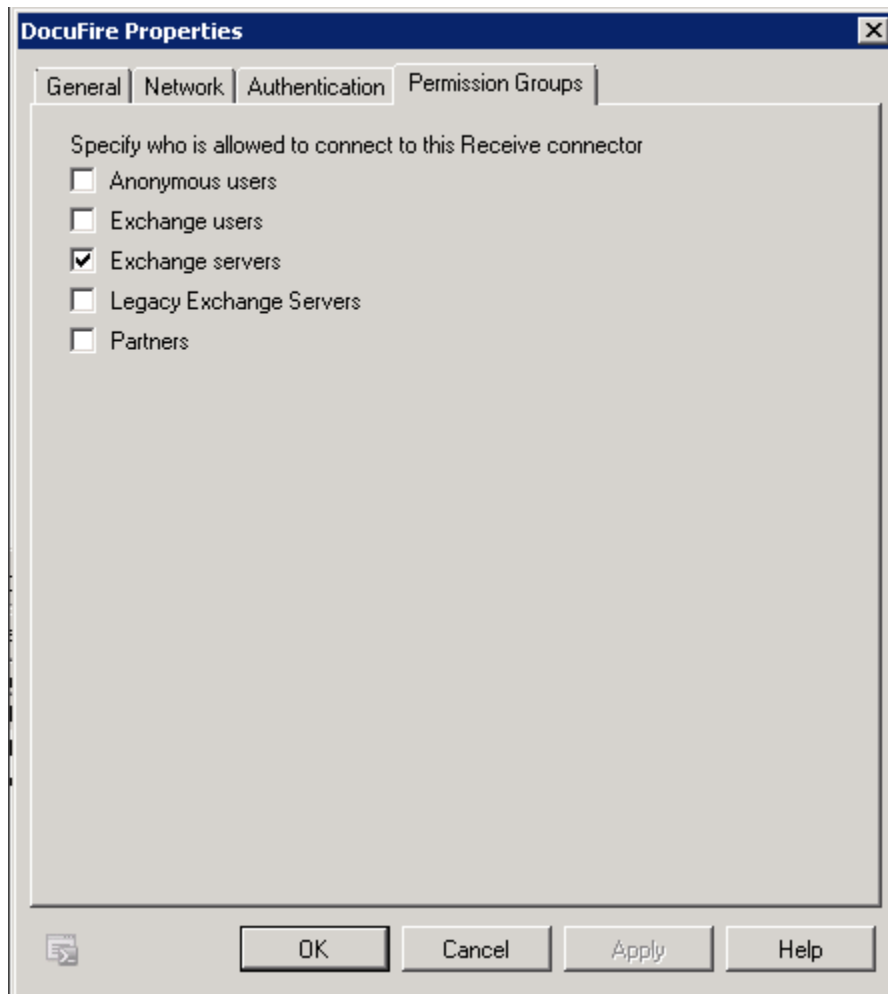 DocuFire Properties
General Network Authentication Permission Groups
Specify who is allowed to connect to this Receive connector
Anonymous users
Exchange users
Exchange servers
Legacy Exchange Servers
Partners
OK Cancel Apply Help